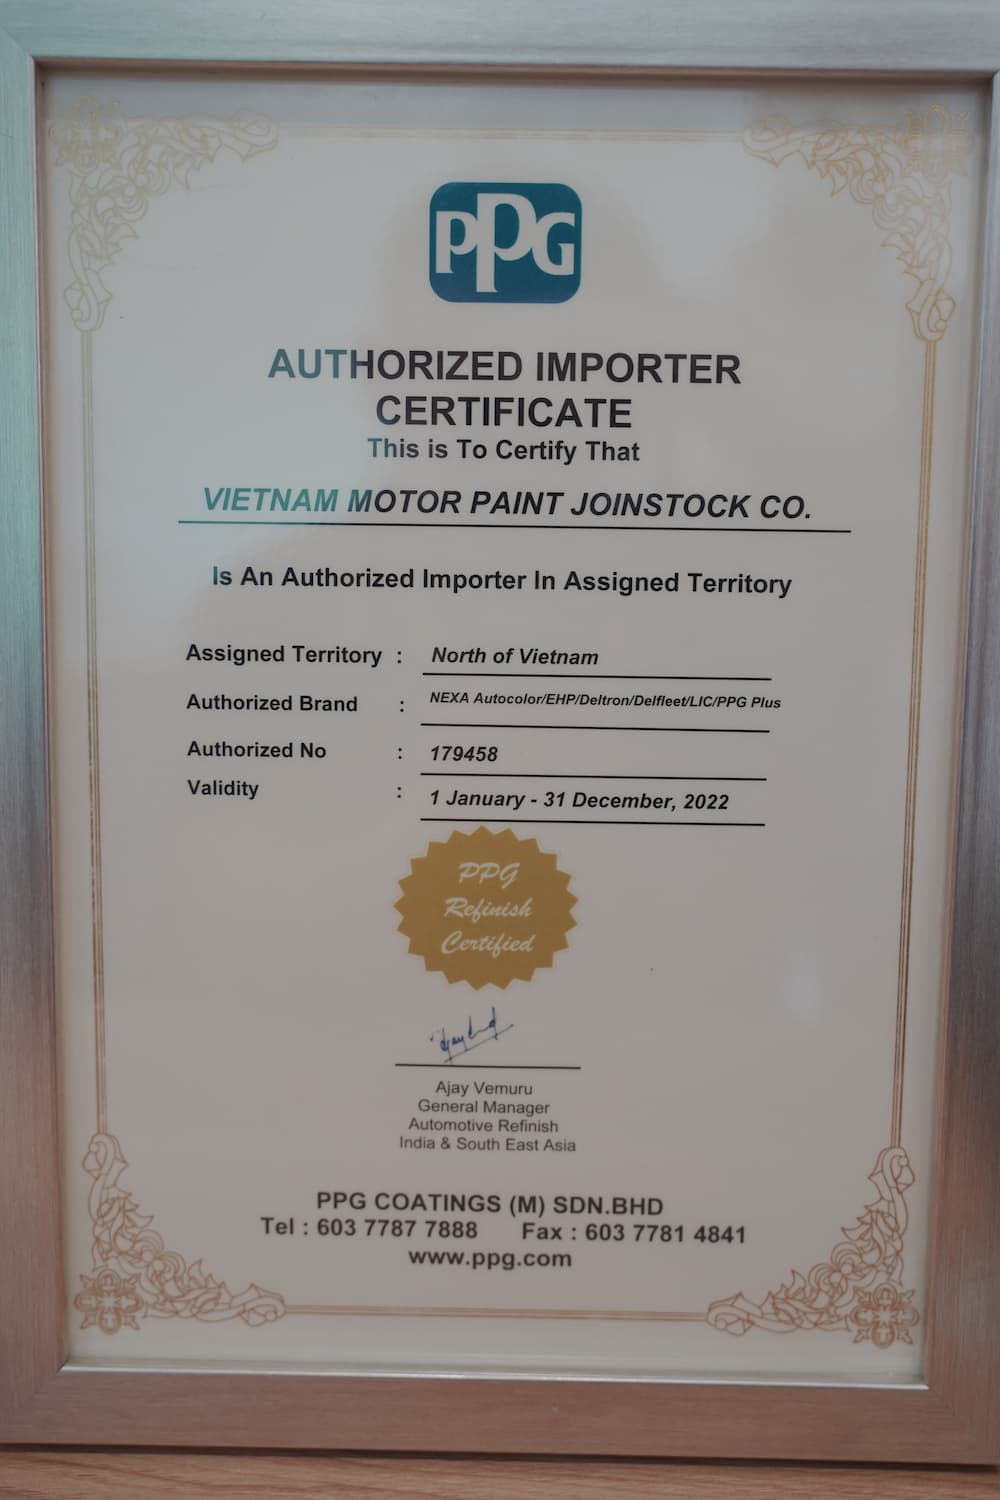 PPG
AUTHORIZED IMPORTER
CERTIFICATE
This is To Certify That
VIETNAM MOTOR PAINT JOINSTOCK CO.
Is An Authorized Importer In Assigned Territory
Assigned Territory : North of Vietnam
Authorized Brand : NEXA Autocolor/EHP/Deltron/Delfleet/LIC/PPG Plus
Authorized No : 179458
Validity : 1 January - 31 December, 2022
PPG
Refinish
Certified
Ajay Vemuru
General Manager
Automotive Refinish
India & South East Asia
PPG COATINGS (M) SDN.BHD
Tel : 603 7787 7888 Fax : 603 7781 4841
www.ppg.com